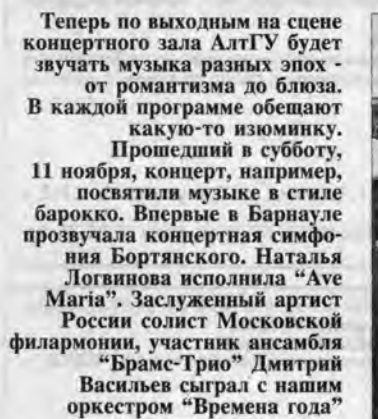 Теперь по выходным на сцене
концертного зала АлтГУ будет
звучать музыка разных эпох -
от романтизма до блюза.
В каждой программе обещают
какую-то изюминку.
Прошедший в субботу,
11 ноября, концерт, например,
посвятили музыке в стиле
барокко. Впервые в Барнауле
прозвучала концертная симфо-
ния Бортянского. Наталья
Логвинова исполнила “Ave
Maria”. Заслуженный артист
России солист Московской
филармонии, участник ансамбля
“Брамс-Трио” Дмитрий
Васильев сыграл с нашим
оркестром “Времена года”